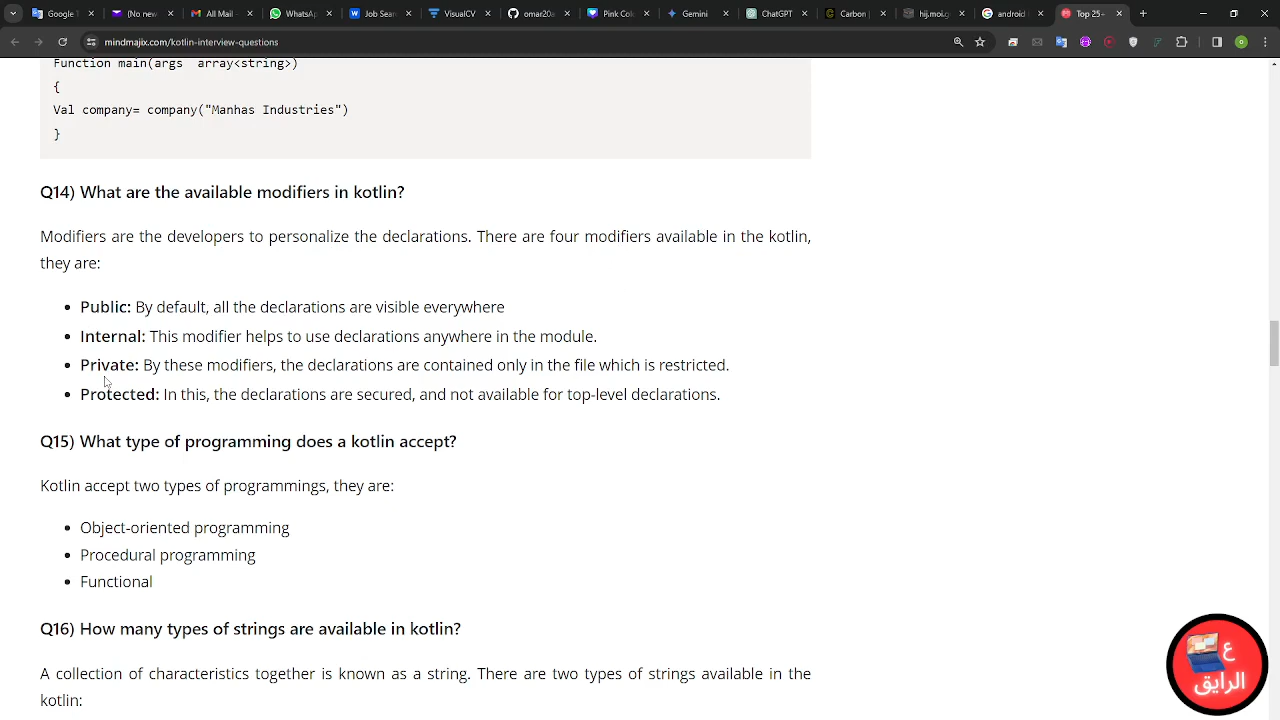 Google T
(No new
All Mail
WhatsA
Job Sear
VisualCV
omar20
Pink Col
Gemini
ChatGPT
Carbon
hij.moi.g
android
Top 25+
mindmajix.com/kotlin-interview-questions
Function main(args  array<string>)
{
Val company= company("Manhas Industries")
}
Q14) What are the available modifiers in kotlin?
Modifiers are the developers to personalize the declarations. There are four modifiers available in the kotlin,
they are:
Public: By default, all the declarations are visible everywhere
Internal: This modifier helps to use declarations anywhere in the module.
Private: By these modifiers, the declarations are contained only in the file which is restricted.
Protected: In this, the declarations are secured, and not available for top-level declarations.
Q15) What type of programming does a kotlin accept?
Kotlin accept two types of programmings, they are:
Object-oriented programming
Procedural programming
Functional
Q16) How many types of strings are available in kotlin?
A collection of characteristics together is known as a string. There are two types of strings available in the
kotlin:
ع
الرايق